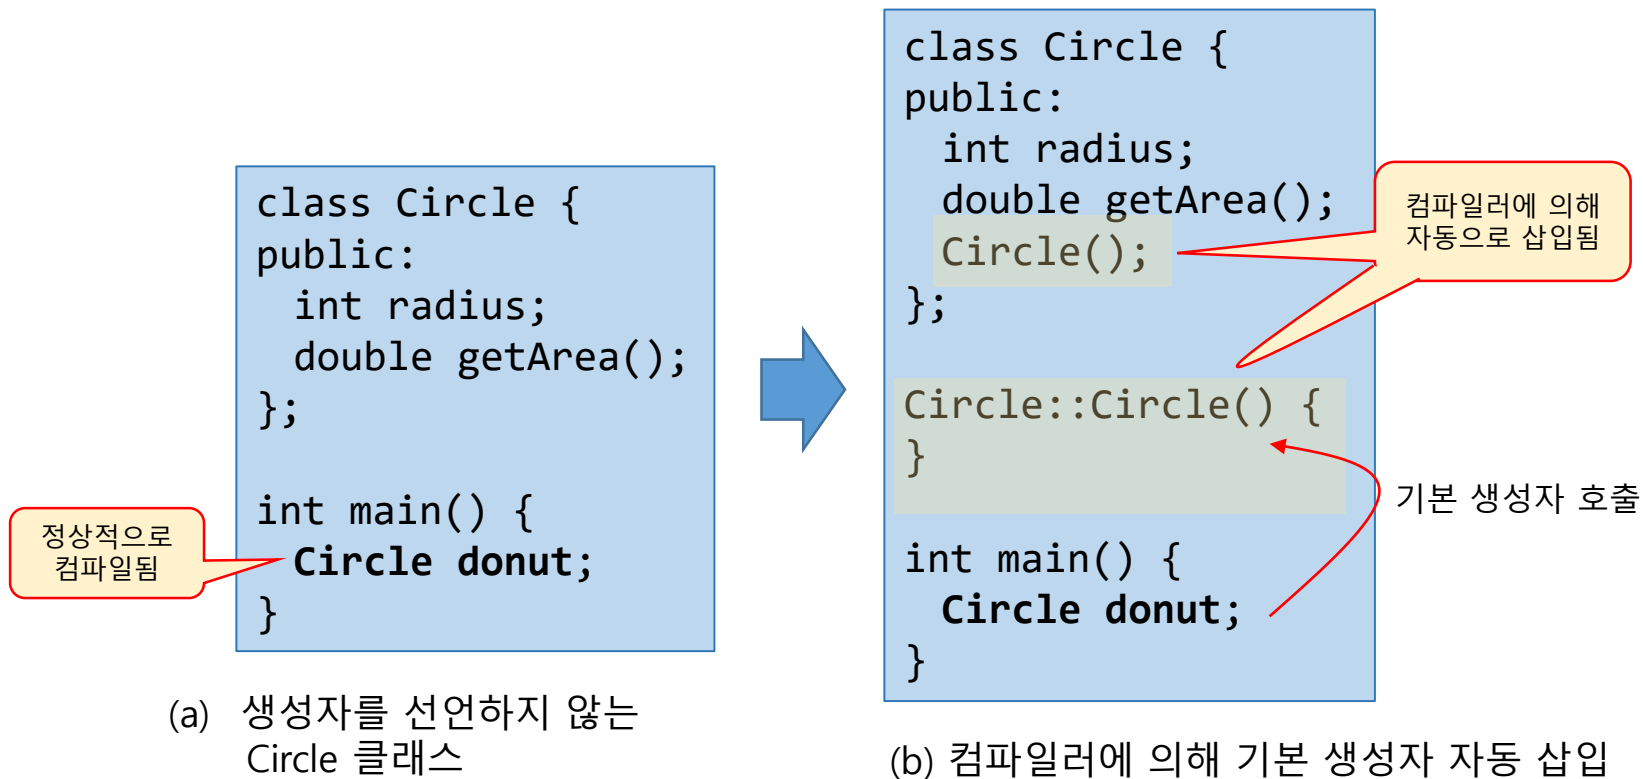 class Circle {
public:
  int radius;
  double getArea();
};

int main() {
  Circle donut;
}
정상적으로
컴파일됨
(a) 생성자를 선언하지 않는
Circle 클래스
class Circle {
public:
  int radius;
  double getArea();
  Circle();
};

Circle::Circle() {
}

int main() {
  Circle donut;
}
컴파일러에 의해
자동으로 삽입됨
기본 생성자 호출
(b) 컴파일러에 의해 기본 생성자 자동 삽입